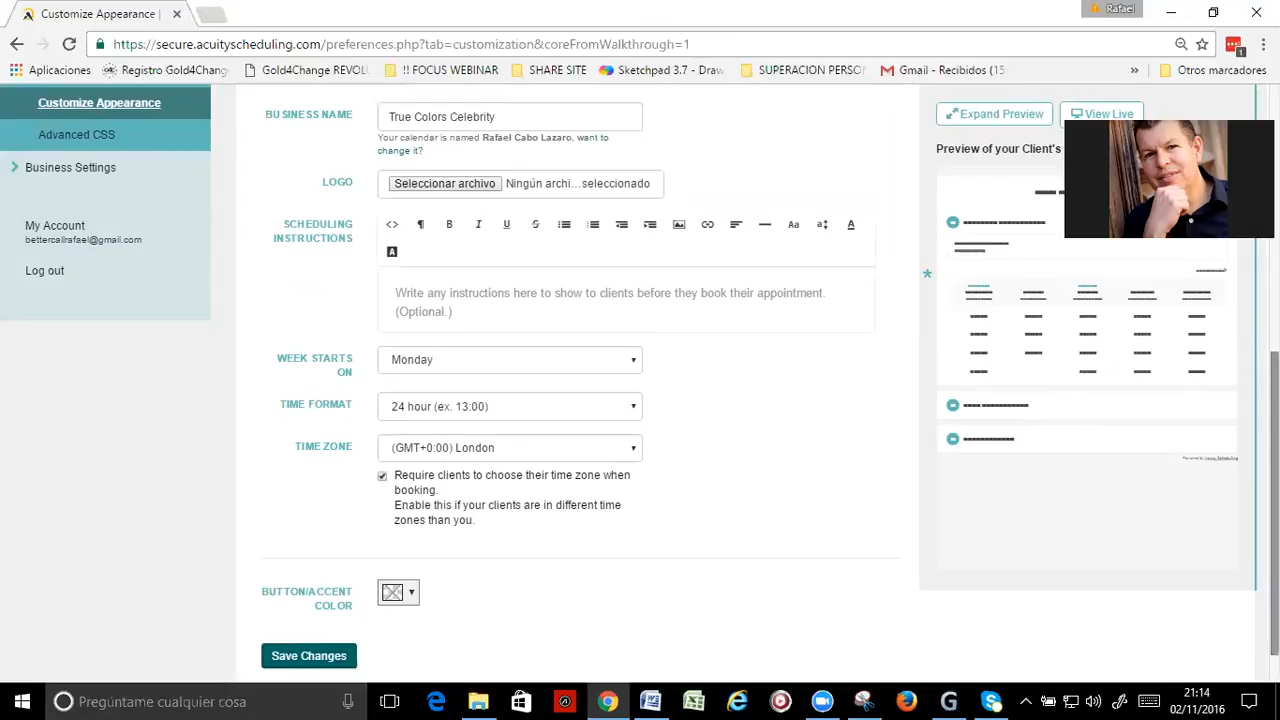 Customize Appearance |
Rafael
https://secure.acuityscheduling.com/preferences.php?tab=customization&coreFromWalkthrough=1
1
Aplicaciones
Registro Gold4Change
Gold4Change REVOL
!! FOCUS WEBINAR
SHARE SITE
Sketchpad 3.7 - Draw
SUPERACION PERSON
Gmail - Recibidos (15
»
Otros marcadores
Customize Appearance
Advanced CSS
Business Settings
My Account
bettercallrafael@gmail.com
Log out
BUSINESS NAME
True Colors Celebrity
Your calendar is named Rafael Cabo Lazaro, want to
change it?
LOGO
Seleccionar archivo Ningún archi...seleccionado
SCHEDULING
INSTRUCTIONS
Write any instructions here to show to clients before they book their appointment.
(Optional.)
WEEK STARTS
ON
Monday
TIME FORMAT
24 hour (ex. 13:00)
TIME ZONE
(GMT+0:00) London
Require clients to choose their time zone when
booking.
Enable this if your clients are in different time
zones than you.
BUTTON/ACCENT
COLOR
Save Changes
Expand Preview
View Live
Preview of your Client's
Pregúntame cualquier cosa
21:14
02/11/2016